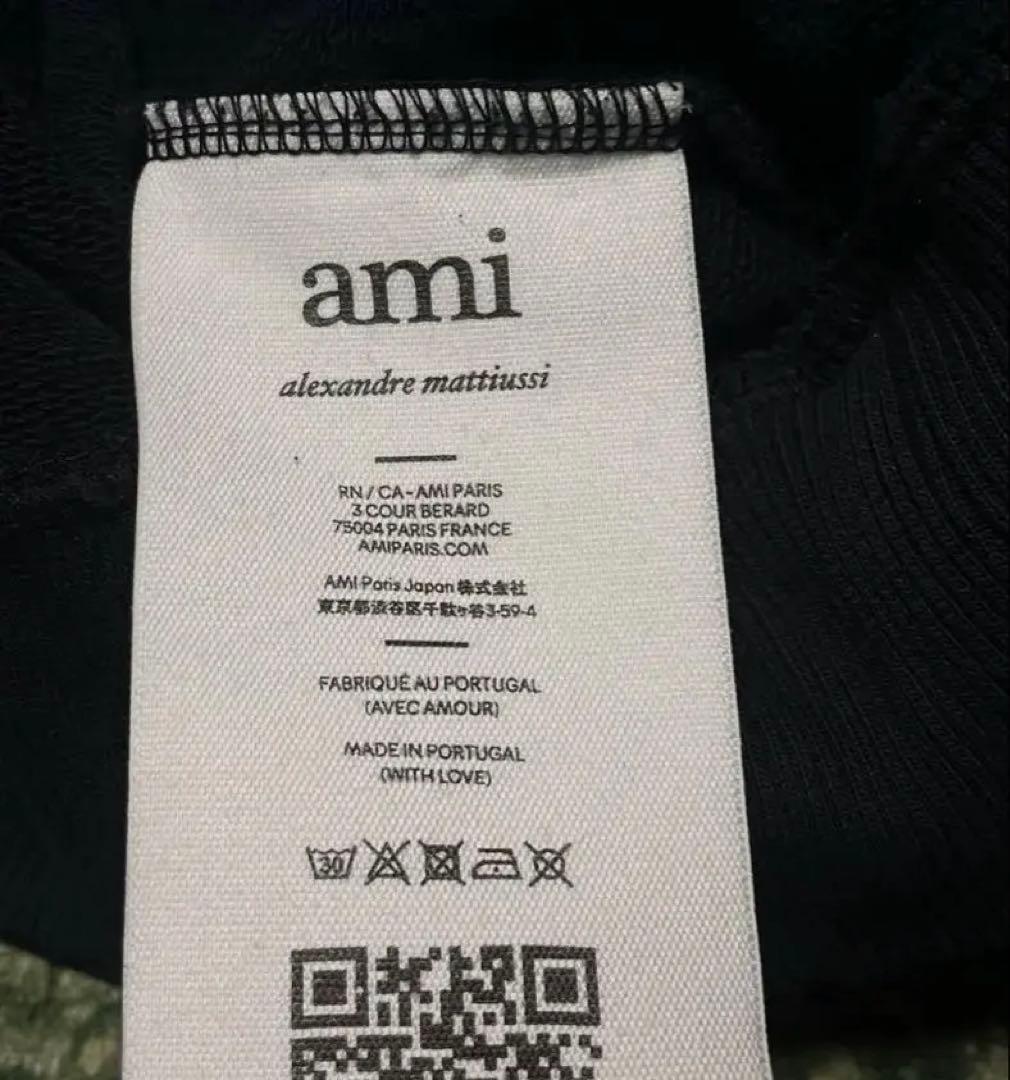 ami
alexandre mattiussi
RN / CA - AMI PARIS
3 COUR BERARD
75004 PARIS FRANCE
AMIPARIS.COM
AMI Paris Japan 株式会社
東京都渋谷区千駄ヶ谷3-59-4
FABRIQUÉ AU PORTUGAL
(AVEC AMOUR)
MADE IN PORTUGAL
(WITH LOVE)
30